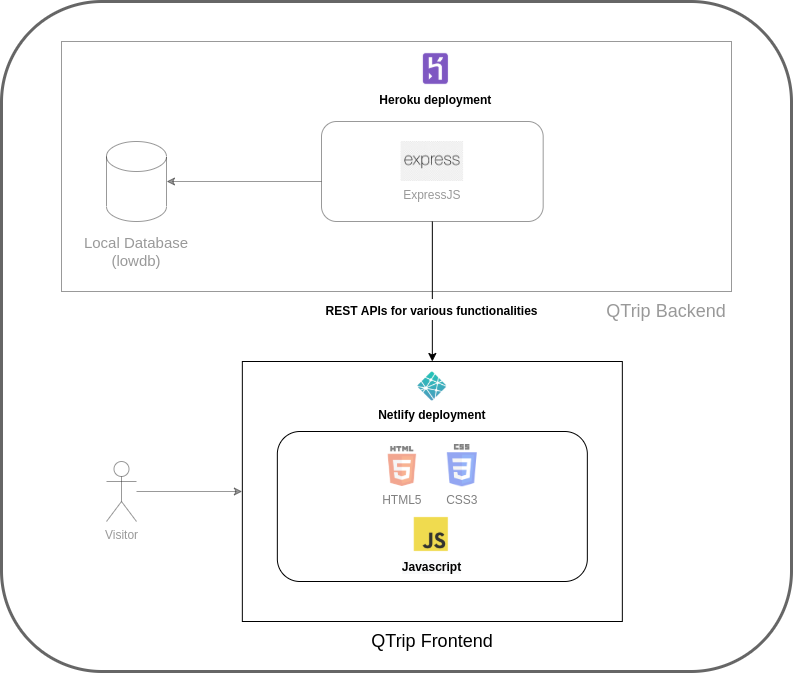 Heroku deployment
express
ExpressJS
Local Database
(lowdb)
REST APIs for various functionalities
QTrip Backend
Netlify deployment
HTML
5
CSS
3
HTML5
CSS3
JS
Javascript
Visitor
QTrip Frontend